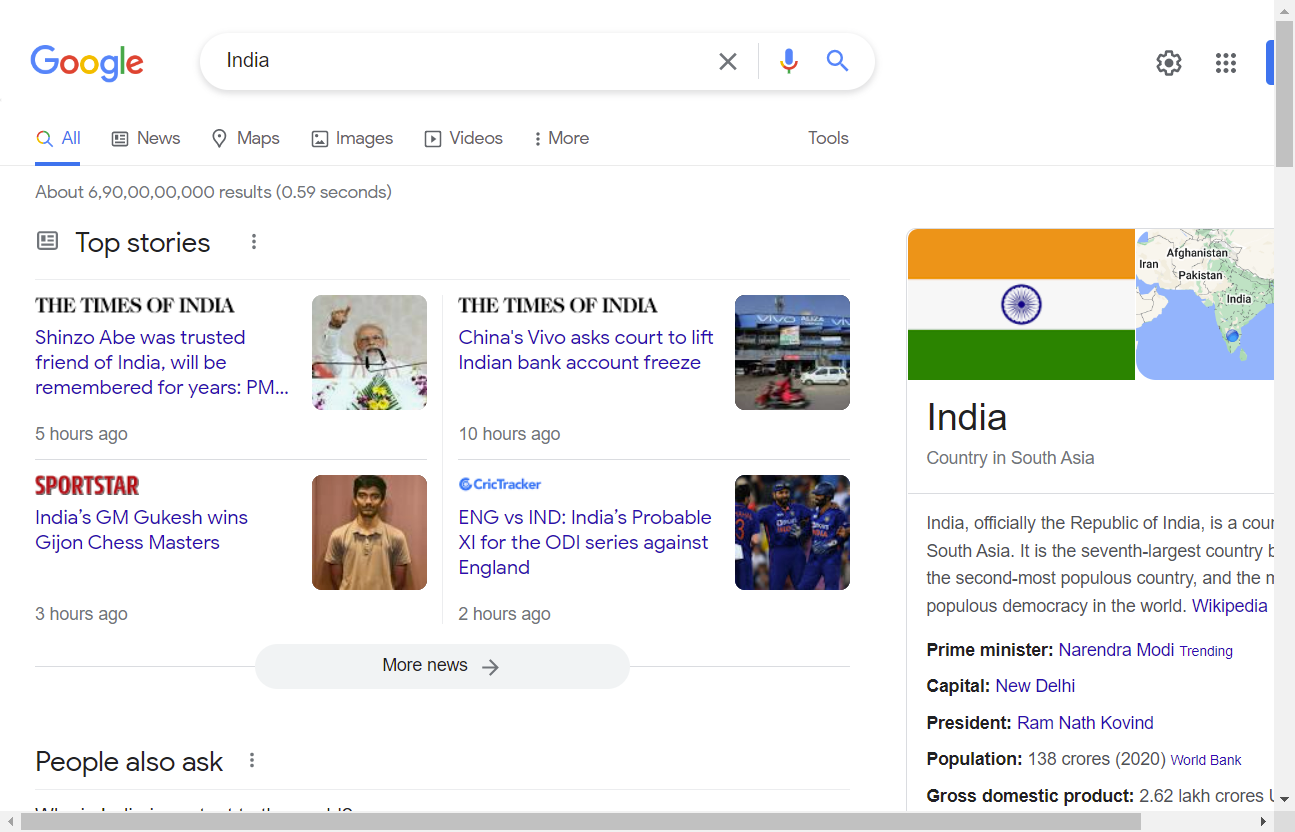 Google
India
All
News
Maps
Images
Videos
More
Tools
About 6,90,00,00,000 results (0.59 seconds)
Top stories
THE TIMES OF INDIA
Shinzo Abe was trusted
friend of India, will be
remembered for years: PM...
5 hours ago
THE TIMES OF INDIA
China's Vivo asks court to lift
Indian bank account freeze
vivo
10 hours ago
SPORTSTAR
India’s GM Gukesh wins
Gijon Chess Masters
3 hours ago
CricTracker
ENG vs IND: India’s Probable
XI for the ODI series against
England
2 hours ago
More news
People also ask
Iran
Afghanistan
Pakistan
India
India
Country in South Asia
India, officially the Republic of India, is a
South Asia. It is the seventh-largest country
the second-most populous country, and the
populous democracy in the world. Wikipedia
Prime minister: Narendra Modi Trending
Capital: New Delhi
President: Ram Nath Kovind
Population: 138 crores (2020) World Bank
Gross domestic product: 2.62 lakh crores